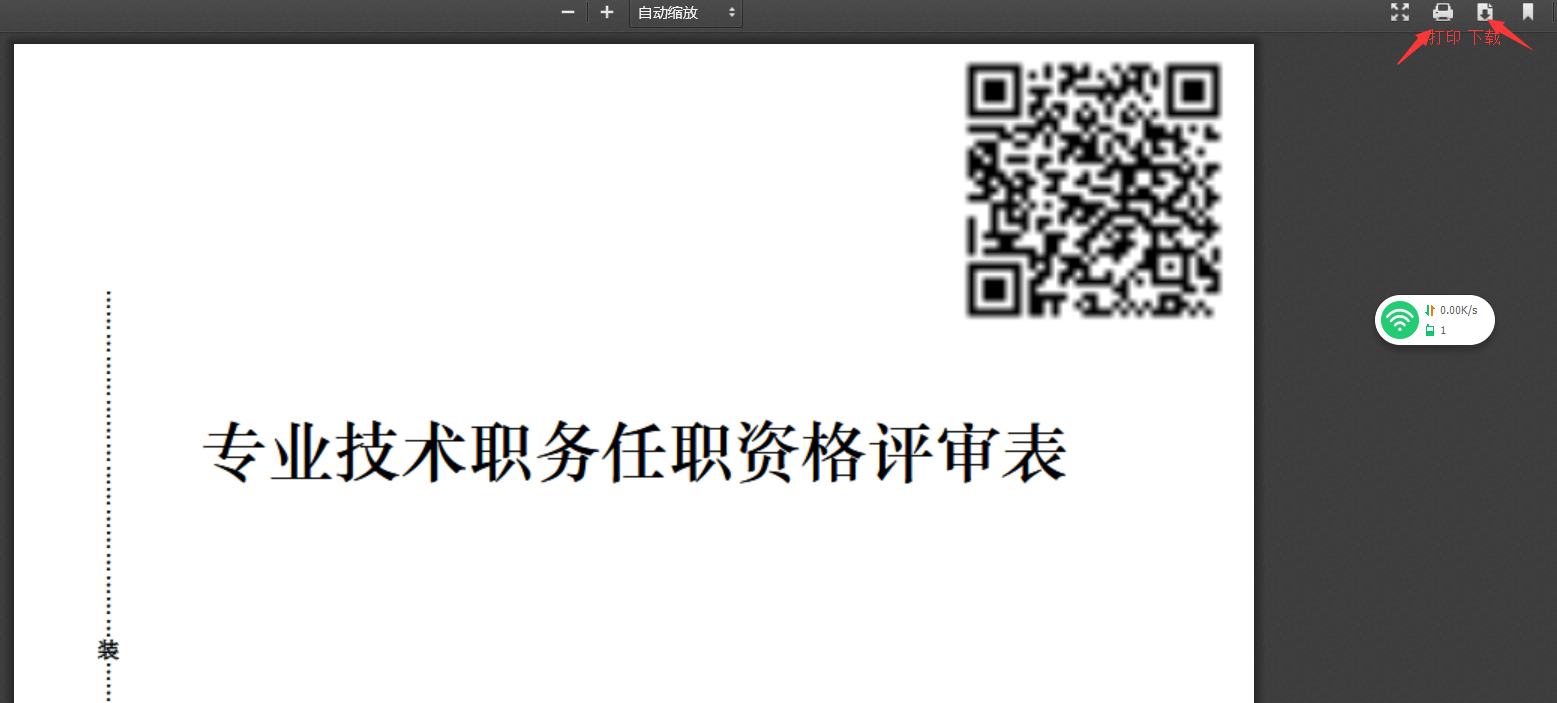 自动缩放
打印 下载
0.00K/s
1
专业技术职务任职资格评审表
装